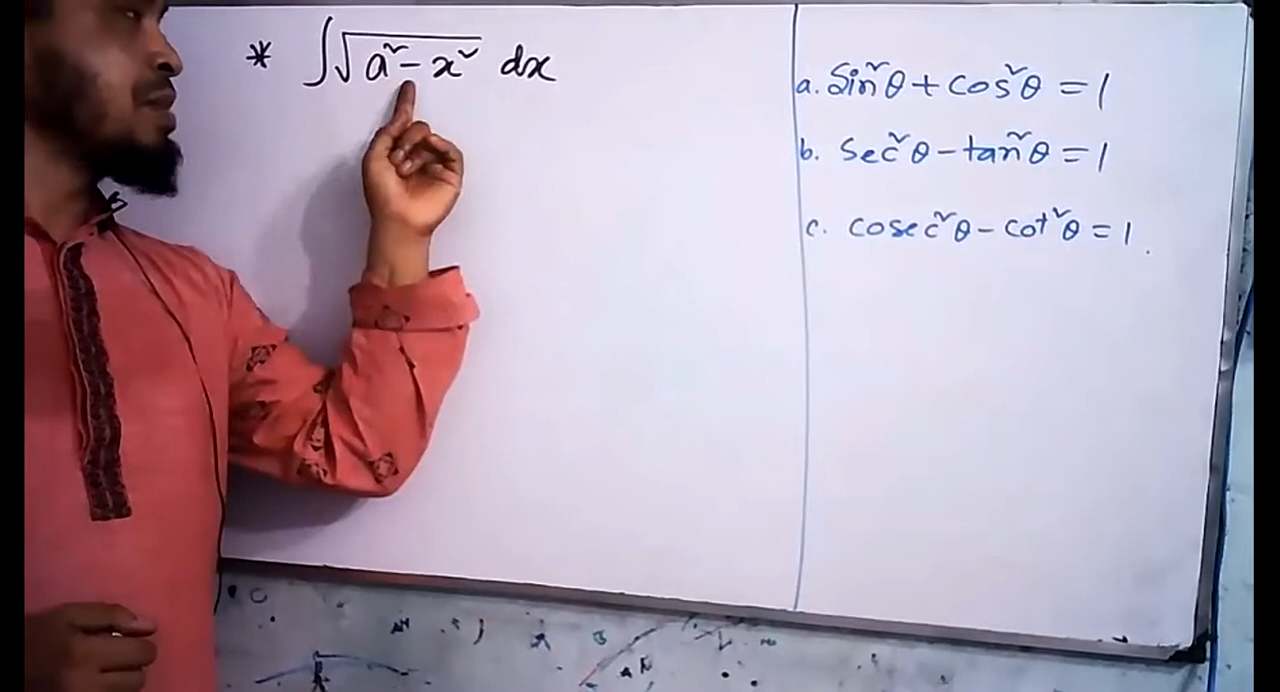 * ∫√(a² - x²) dx
a. Sin²θ + cos²θ = 1
b. Sec²θ - tan²θ = 1
c. cosec²θ - cot²θ = 1.